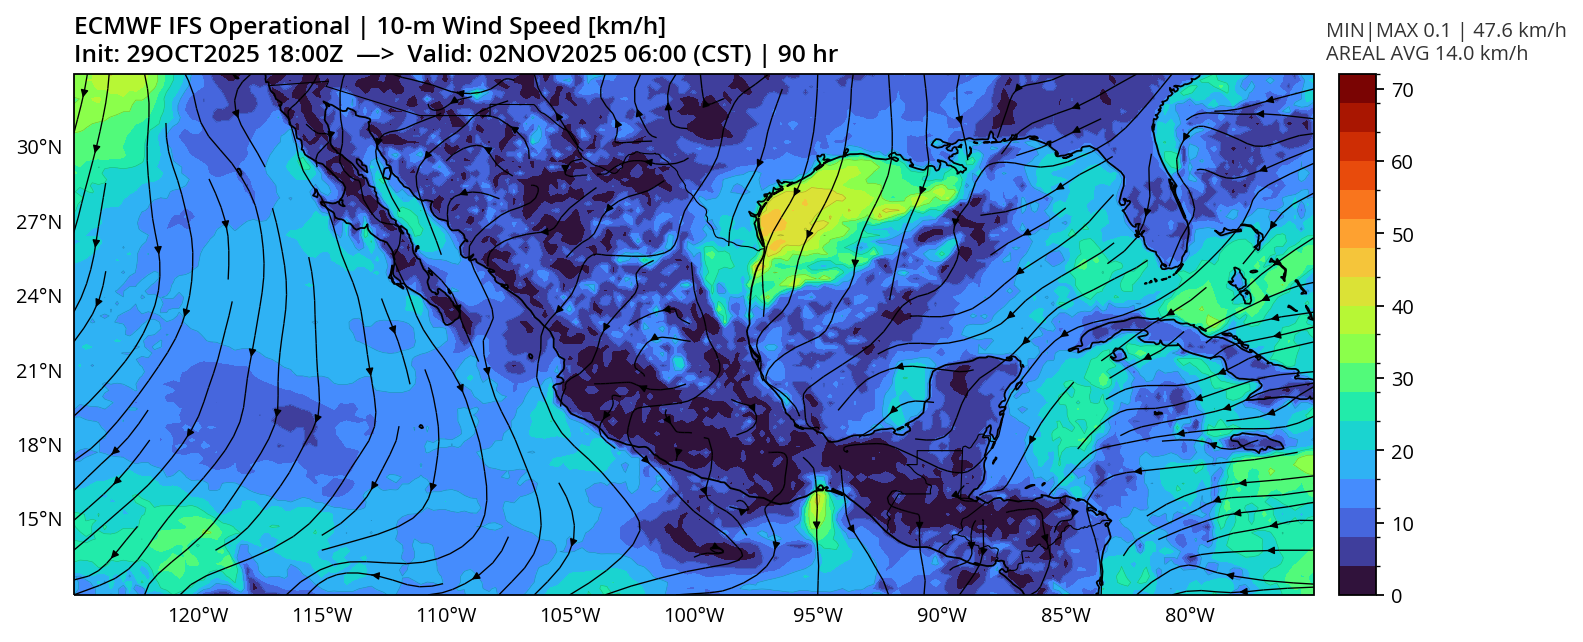 ECMWF IFS Operational | 10-m Wind Speed [km/h]
Init: 29OCT2025 18:00Z —> Valid: 02NOV2025 06:00 (CST) | 90 hr
MIN|MAX 0.1 | 47.6 km/h
AREAL AVG 14.0 km/h
30°N
27°N
24°N
21°N
18°N
15°N
120°W
115°W
110°W
105°W
100°W
95°W
90°W
85°W
80°W
70
60
50
40
30
20
10
0